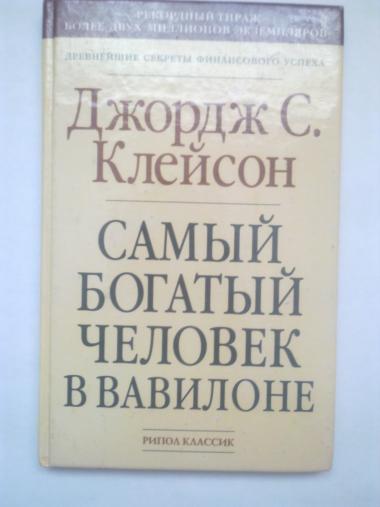 РЕКОРДНЫЙ ТИРАЖ
БОЛЕЕ ДВУХ МИЛЛИОНОВ ЭКЗЕМПЛЯРОВ
ДРЕВНЕЙШИЕ СЕКРЕТЫ ФИНАНСОВОГО УСПЕХА
Джордж С.
Клейсон
САМЫЙ
БОГАТЫЙ
ЧЕЛОВЕК
В ВАВИЛОНЕ
РИПОЛ КЛАССИК